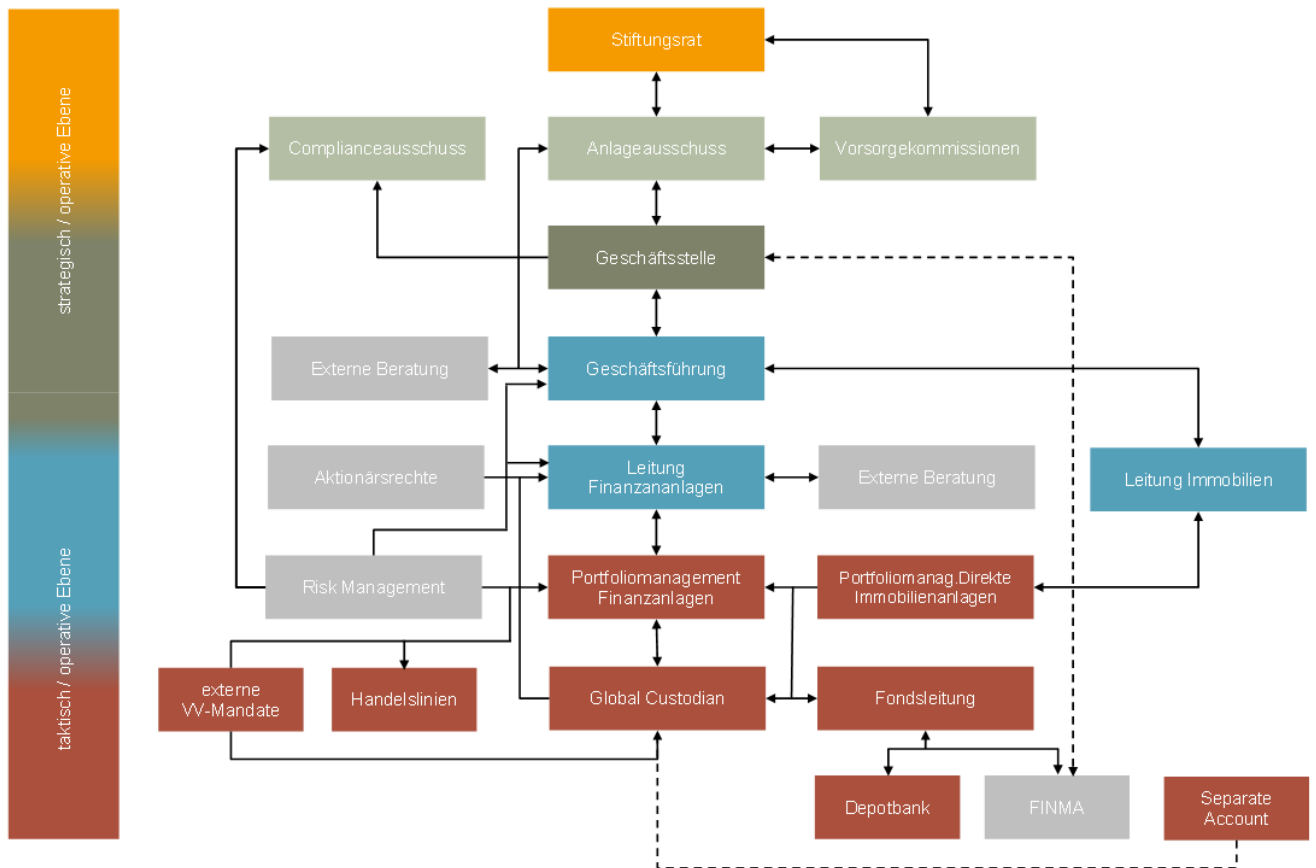 strategisch / operative Ebene
taktisch / operative Ebene
Stiftungsrat
Complianceausschuss
Anlageausschuss
Vorsorgekommissionen
Geschäftsstelle
Externe Beratung
Geschäftsführung
Aktionärsrechte
Leitung
Finanzananlagen
Externe Beratung
Leitung Immobilien
Risk Management
Portfoliomanagement
Finanzanlagen
Portfoliomanag.Direkte
Immobilienanlagen
externe
VV-Mandate
Handelslinien
Global Custodian
Fondsleitung
Depotbank
FINMA
Separate
Account